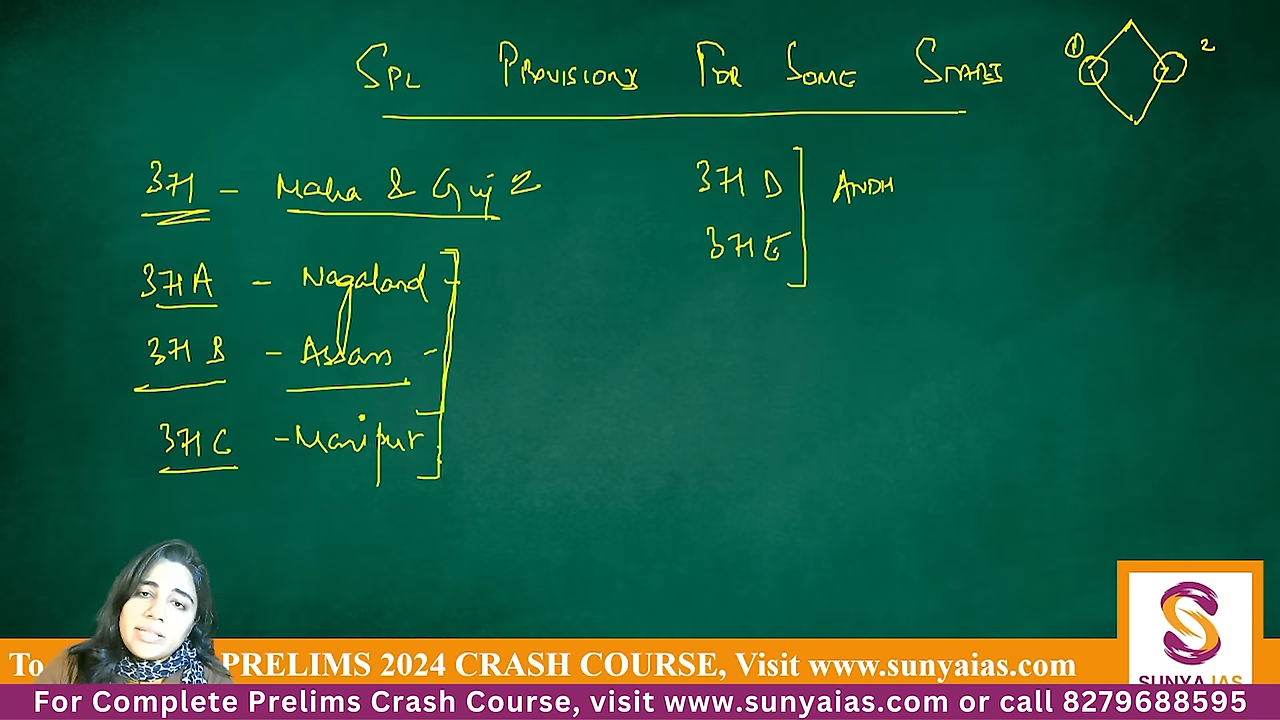 SPL PROVISIONS FOR SOME STATES
① 2
371 - Maha & Guj 2
371 A - Nagaland -
371 B - Assam -
371 C - Manipur
371 D
371 E
ANDH
To PRELIMS 2024 CRASH COURSE, Visit www.sunyaias.com
SUNYA IAS
For Complete Prelims Crash Course, visit www.sunyaias.com or call 8279688595